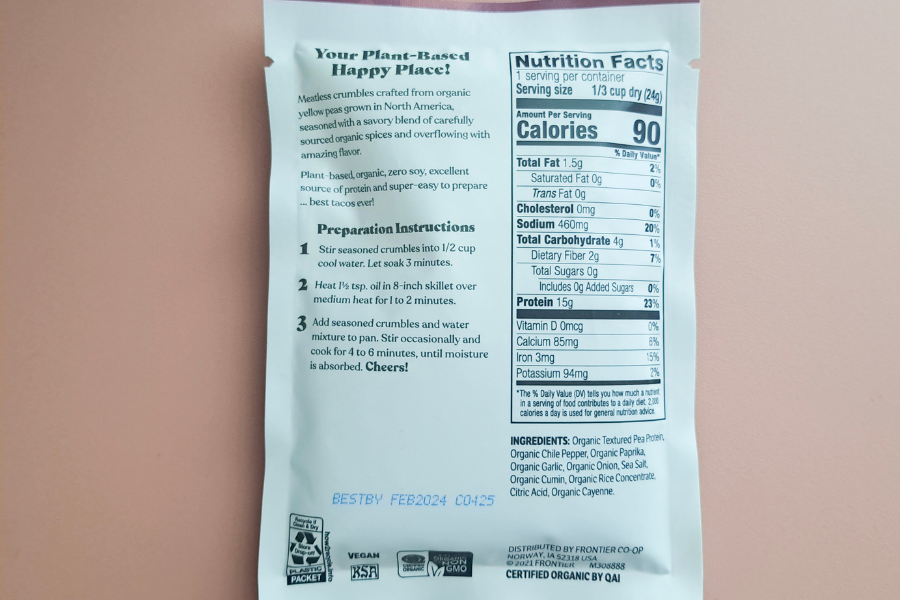 Your Plant-Based
Happy Place!
Meatless crumbles crafted from organic
yellow peas grown in North America,
seasoned with a savory blend of carefully
sourced organic spices and overflowing with
amazing flavor.
Plant-based, organic, zero soy, excellent
source of protein and super-easy to prepare
... best tacos ever!
Preparation Instructions
1 Stir seasoned crumbles into 1/2 cup
cool water. Let soak 3 minutes.
2 Heat 1½ tsp. oil in 8-inch skillet over
medium heat for 1 to 2 minutes.
3 Add seasoned crumbles and water
mixture to pan. Stir occasionally and
cook for 4 to 6 minutes, until moisture
is absorbed. Cheers!
BESTBY FEB2024 C0425
Recycle if
Clean & Dry
Store
Drop-off
PLASTIC
PACKET
how2recycle.info
VEGAN
KSA
ORGANIC
NON
GMO
Nutrition Facts
1 serving per container
Serving size 1/3 cup dry (24g)
Amount Per Serving
Calories 90
% Daily Value*
Total Fat 1.5g 2%
Saturated Fat 0g 0%
Trans Fat 0g
Cholesterol 0mg 0%
Sodium 460mg 20%
Total Carbohydrate 4g 1%
Dietary Fiber 2g 7%
Total Sugars 0g
Includes 0g Added Sugars 0%
Protein 15g 23%
Vitamin D 0mcg 0%
Calcium 85mg 6%
Iron 3mg 15%
Potassium 94mg 2%
*The % Daily Value (DV) tells you how much a nutrient
in a serving of food contributes to a daily diet. 2,000
calories a day is used for general nutrition advice.
INGREDIENTS: Organic Textured Pea Protein,
Organic Chile Pepper, Organic Paprika,
Organic Garlic, Organic Onion, Sea Salt,
Organic Cumin, Organic Rice Concentrate,
Citric Acid, Organic Cayenne.
DISTRIBUTED BY FRONTIER CO-OP
NORWAY, IA 52318 USA
© 2021 FRONTIER M308888
CERTIFIED ORGANIC BY QAI